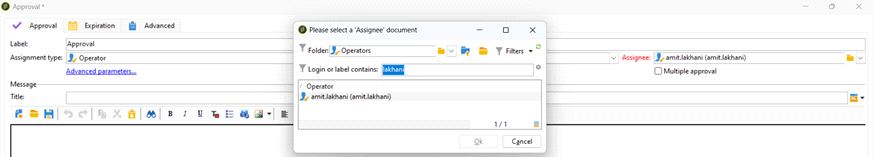 Approval *
Approval
Expiration
Advanced
Label:
Approval
Assignment type:
Operator
Assignee:
amit.lakhani (amit.lakhani)
Advanced parameters...
Multiple approval
Message
Title:
B I U
Please select a 'Assignee' document
Folder:
Operators
Filters
Login or label contains:
lakhani
Operator
amit.lakhani (amit.lakhani)
1 / 1
Ok
Cancel